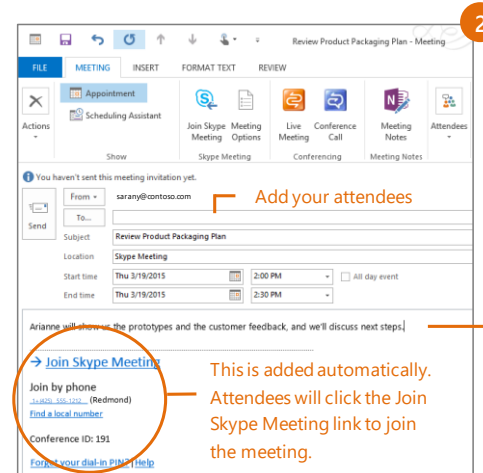 2
Review Product Packaging Plan - Meeting
FILE MEETING INSERT FORMAT TEXT REVIEW
Actions
Appointment
Scheduling Assistant
Show
Join Skype Meeting
Meeting Options
Skype Meeting
Live Meeting
Conference Call
Conferencing
Meeting Notes
Meeting Notes
Attendees
You haven't sent this meeting invitation yet.
Send
From sarany@contoso.com
Add your attendees
To...
Subject Review Product Packaging Plan
Location Skype Meeting
Start time Thu 3/19/2015 2:00 PM All day event
End time Thu 3/19/2015 2:30 PM
Arianne will show us the prototypes and the customer feedback, and we'll discuss next steps.
→ Join Skype Meeting
Join by phone
555-1212 (Redmond)
Find a local number
Conference ID: 191
Forgot your dial-in PIN? | Help
This is added automatically.
Attendees will click the Join
Skype Meeting link to join
the meeting.